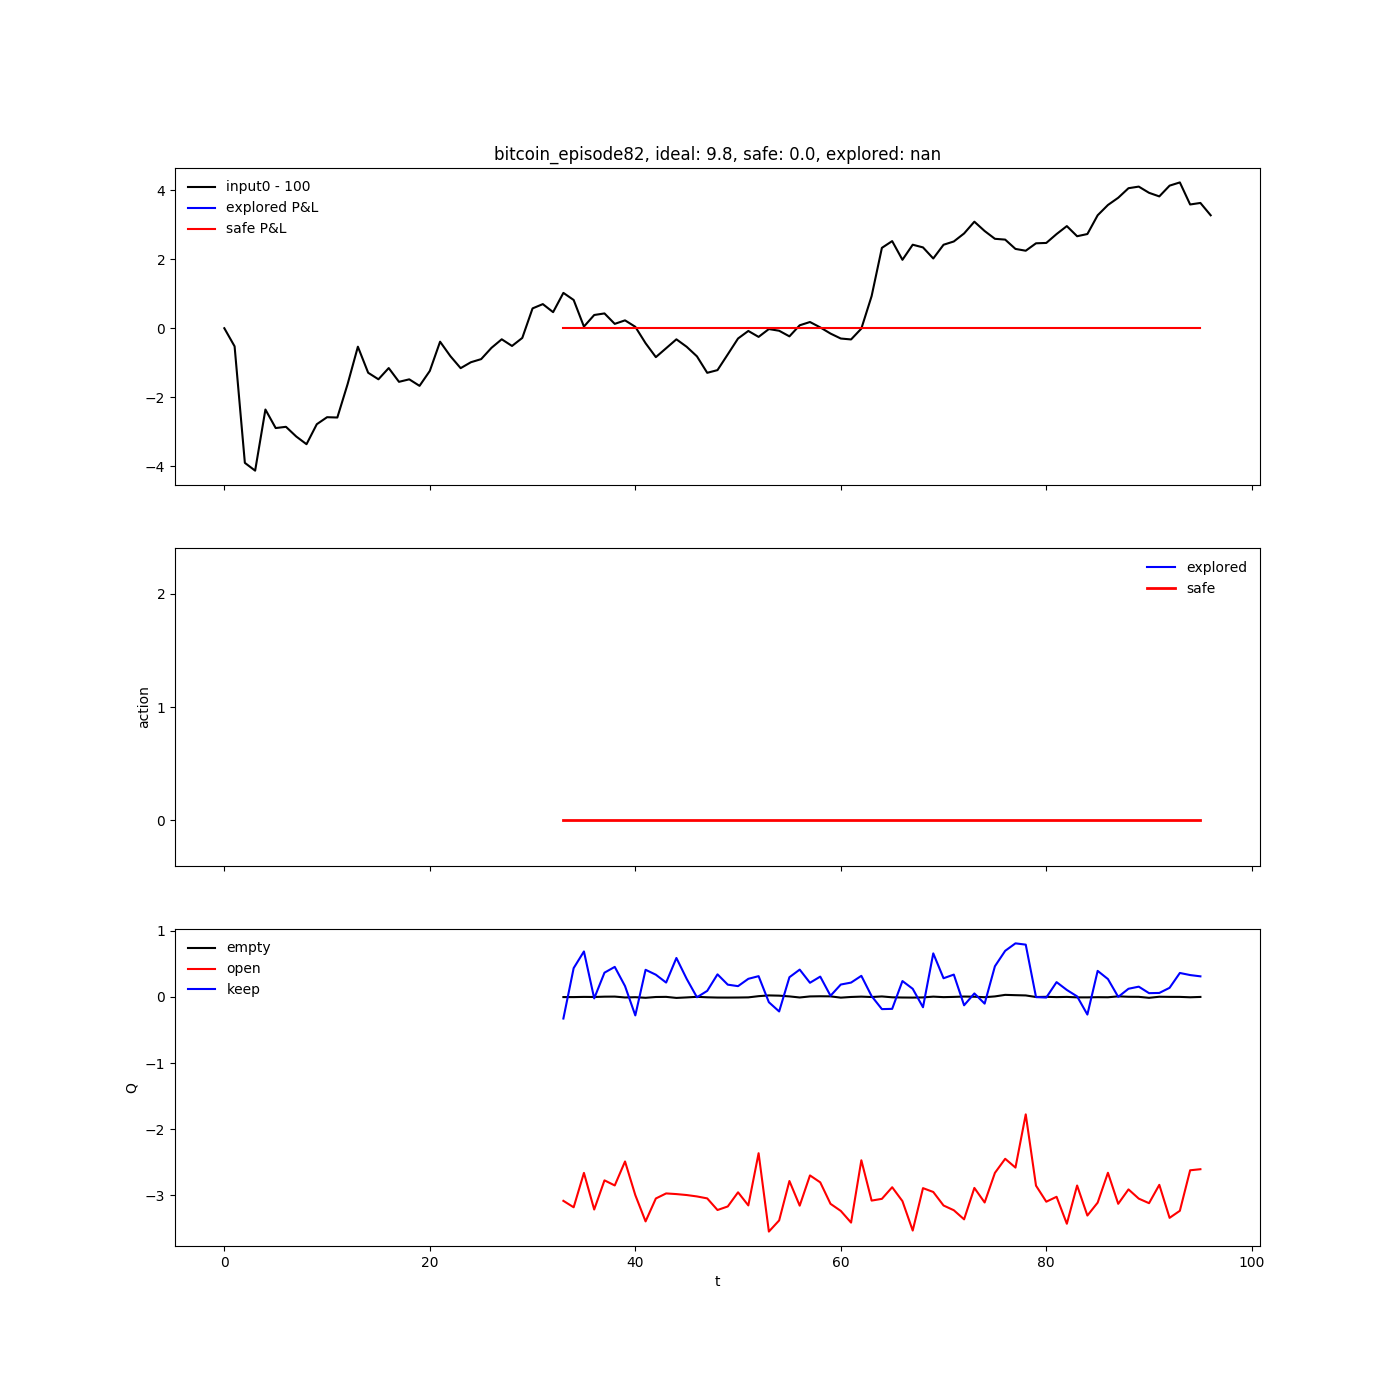 bitcoin_episode82, ideal: 9.8, safe: 0.0, explored: nan
input0 - 100
explored P&L
safe P&L
4
2
0
−2
−4
explored
safe
2
1
0
action
empty
open
keep
1
0
−1
−2
−3
Q
0 20 40 60 80 100
t